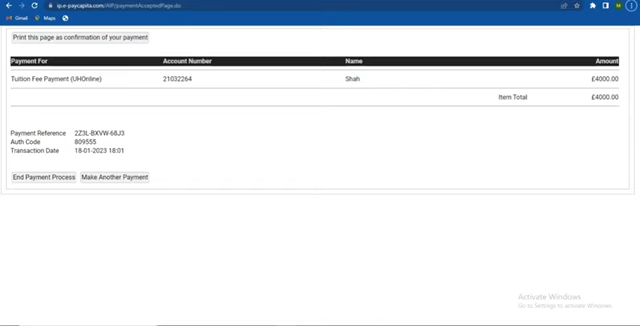 ip.e-paycapita.com/AIP/paymentAcceptedPage.do
M
Gmail Maps
Print this page as confirmation of your payment
Payment For Account Number Name Amount
Tuition Fee Payment (UHOnline) 21032264 Shah £4000.00
Item Total £4000.00
Payment Reference 2Z3L-BXVW-68J3
Auth Code 809555
Transaction Date 18-01-2023 18:01
End Payment Process Make Another Payment
Activate Windows
Go to Settings to activate Windows.